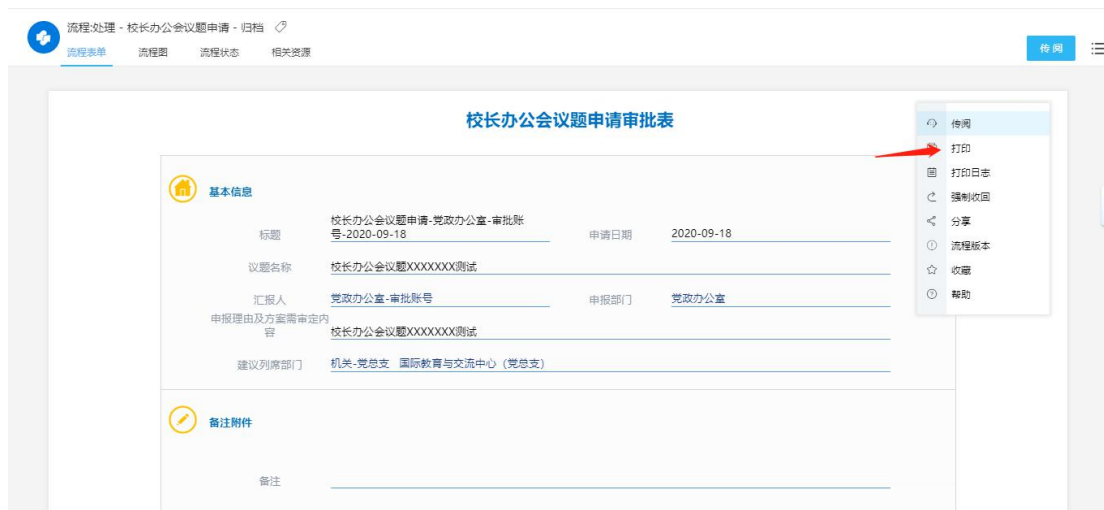 流程:处理 - 校长办公会议题申请 - 归档
流程表单 流程图 流程状态 相关资源
传阅
校长办公会议题申请审批表
传阅
打印
打印日志
强制收回
分享
流程版本
收藏
帮助
基本信息
标题 校长办公会议题申请-党政办公室-审批账号-2020-09-18 申请日期 2020-09-18
议题名称 校长办公会议题XXXXXXX测试
汇报人 党政办公室-审批账号 申报部门 党政办公室
申报理由及方案需审定内容 校长办公会议题XXXXXXX测试
建议列席部门 机关-党总支 国际教育与交流中心（党总支）
备注附件
备注